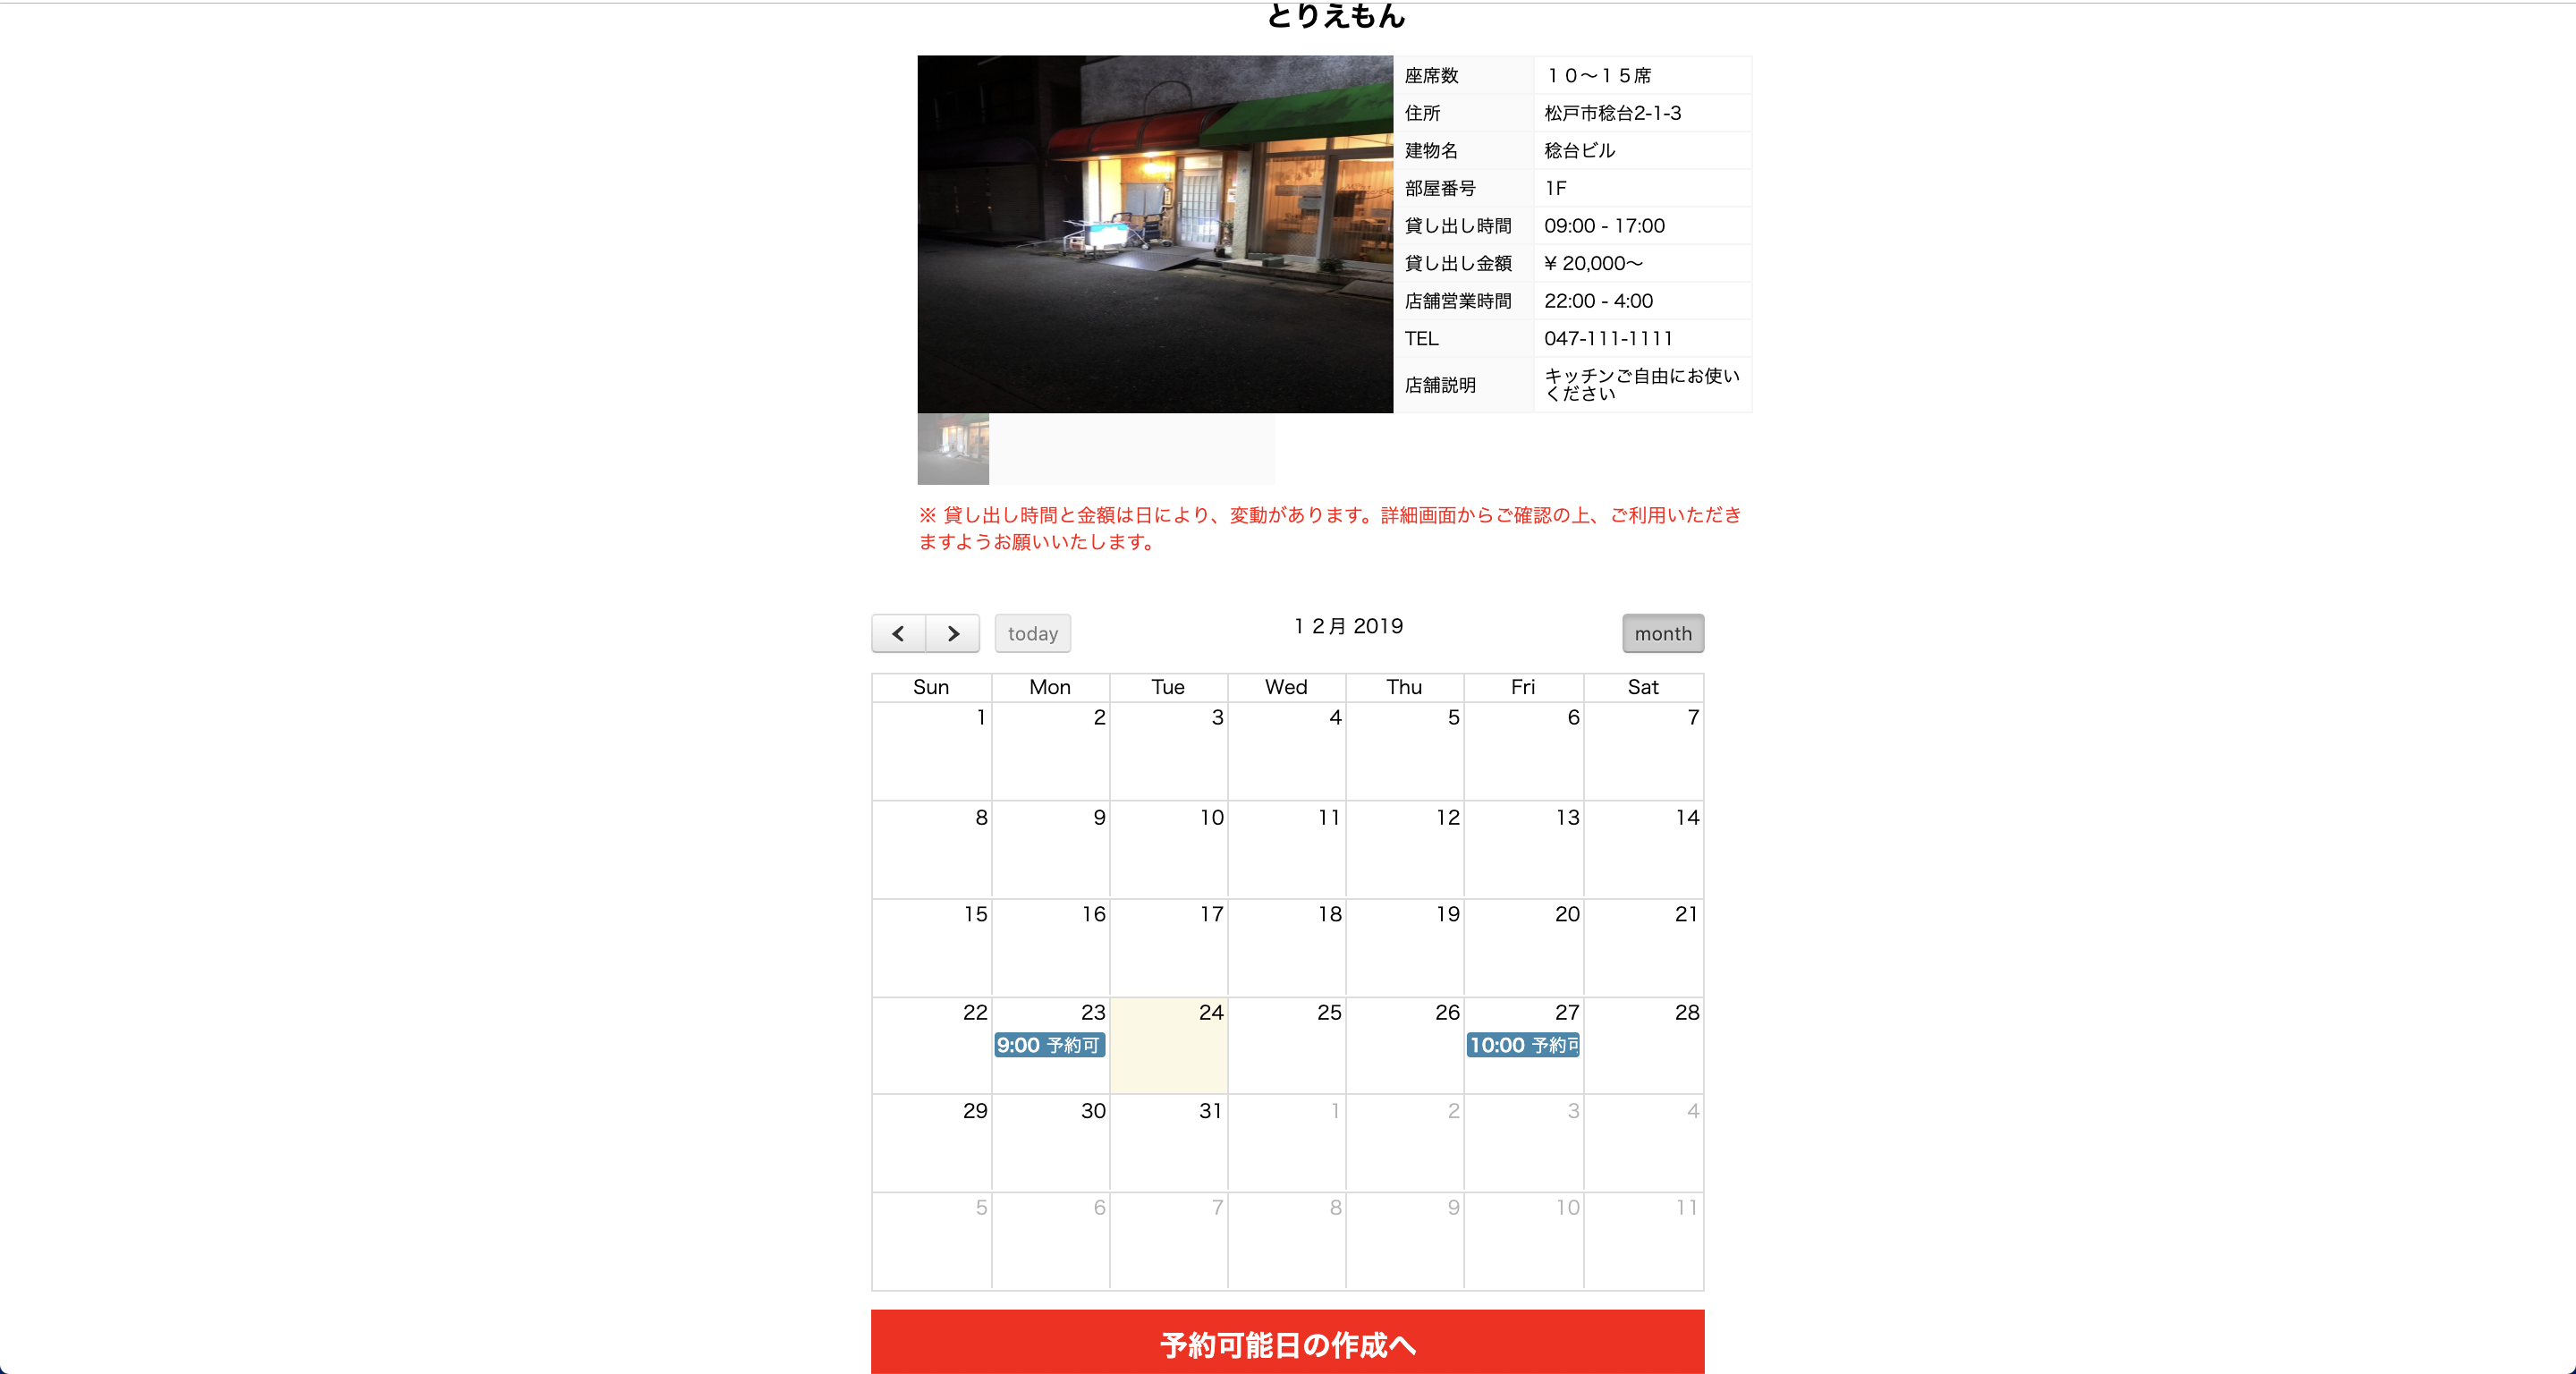 とりえもん
座席数 １０〜１５席
住所 松戸市稔台2-1-3
建物名 稔台ビル
部屋番号 1F
貸し出し時間 09:00 - 17:00
貸し出し金額 ¥ 20,000〜
店舗営業時間 22:00 - 4:00
TEL 047-111-1111
店舗説明 キッチンご自由にお使い
ください
※ 貸し出し時間と金額は日により、変動があります。詳細画面からご確認の上、ご利用いただき
ますようお願いいたします。
today １２月 2019 month
Sun Mon Tue Wed Thu Fri Sat
1 2 3 4 5 6 7
8 9 10 11 12 13 14
15 16 17 18 19 20 21
22 23 24 25 26 27 28
9:00 予約可 10:00 予約可
29 30 31 1 2 3 4
5 6 7 8 9 10 11
予約可能日の作成へ